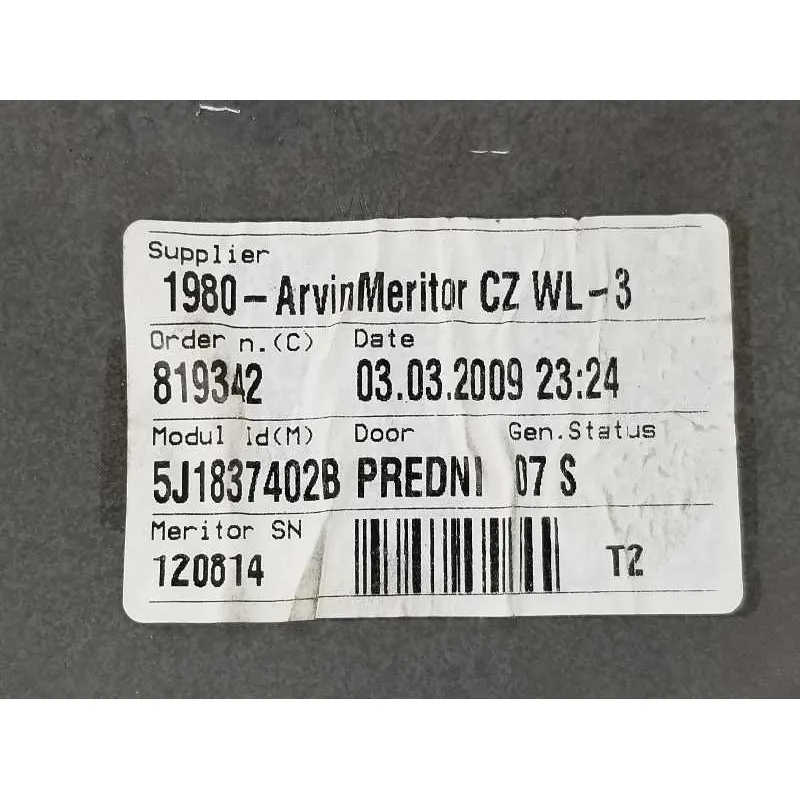 Supplier
1980-ArvinMeritor CZ WL-3
Order n.(C) Date
819342 03.03.2009 23:24
Modul Id(M) Door Gen.Status
5J1837402B PREDNI 07 S
Meritor SN
120814 T2